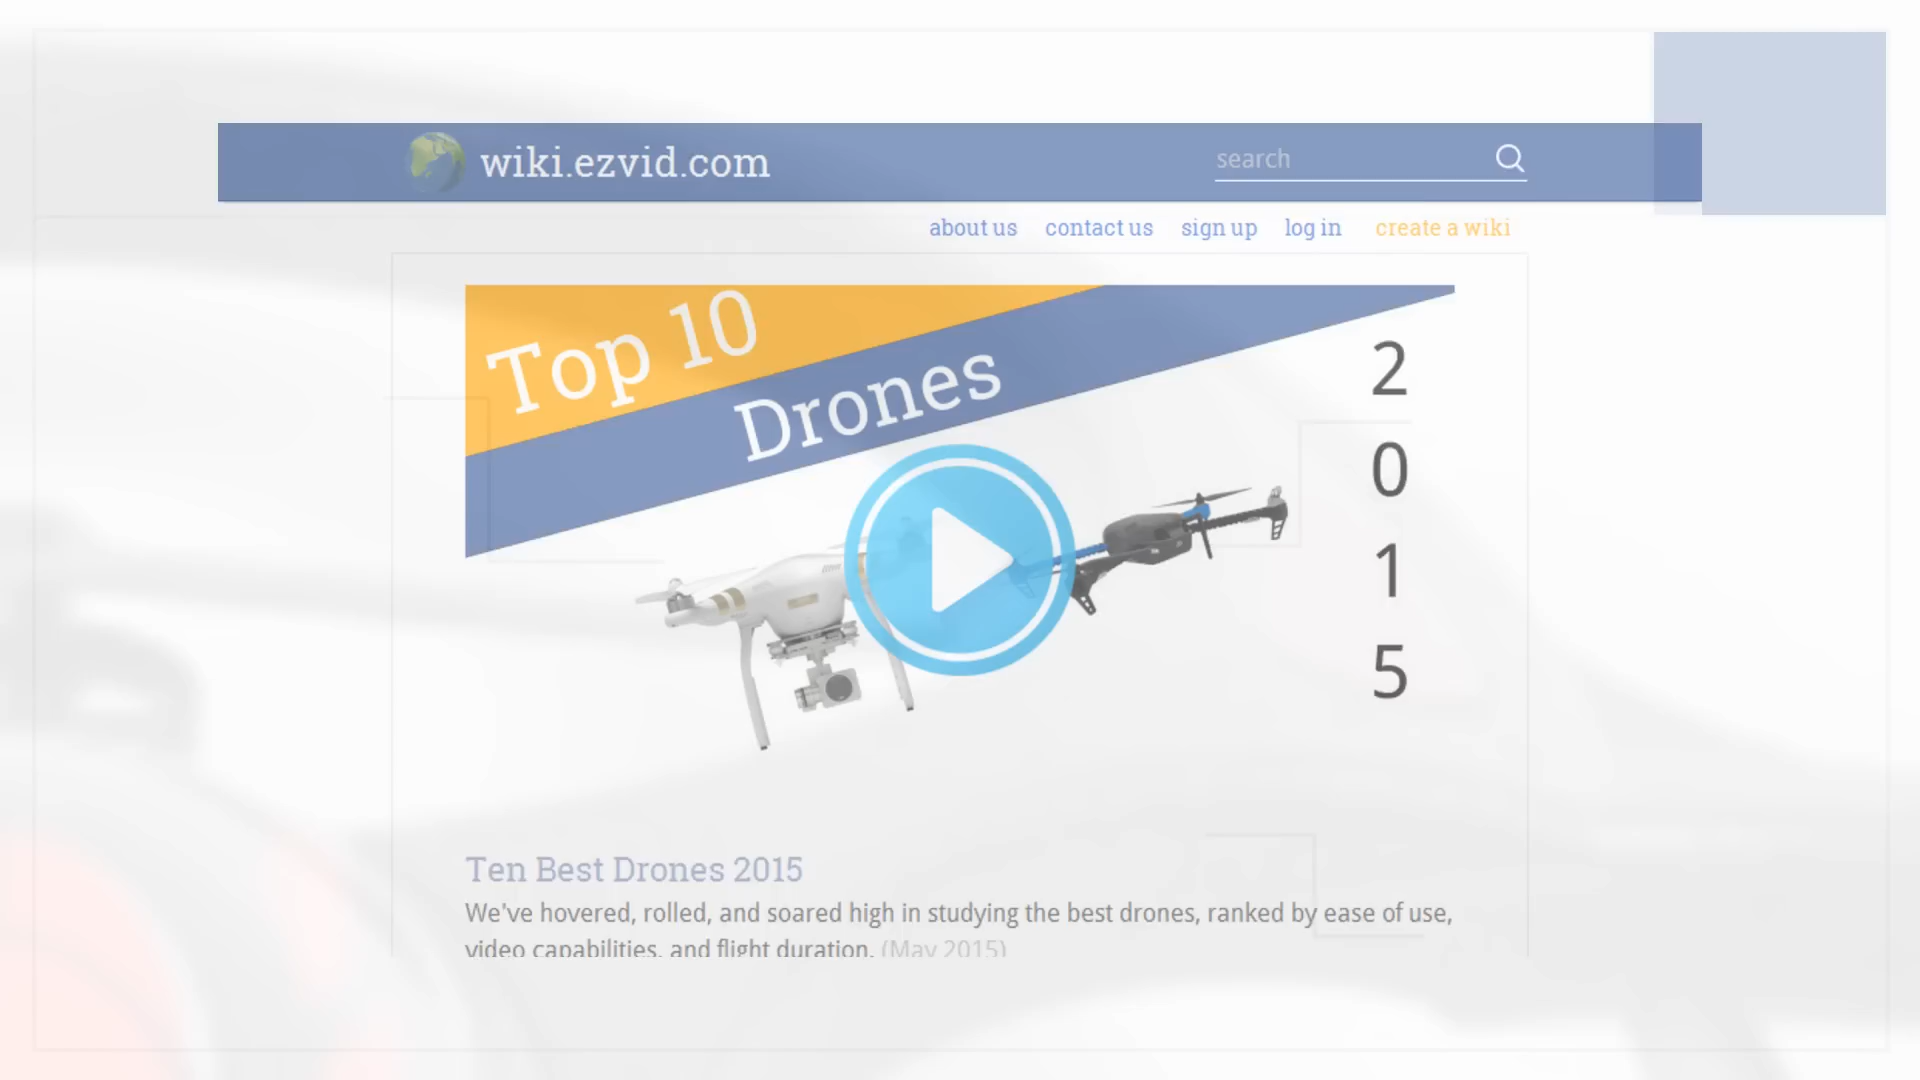 wiki.ezvid.com
search
about us contact us sign up log in create a wiki
Top 10
Drones
2
0
1
5
Ten Best Drones 2015
We've hovered, rolled, and soared high in studying the best drones, ranked by ease of use,
video capabilities, and flight duration. (May 2015)